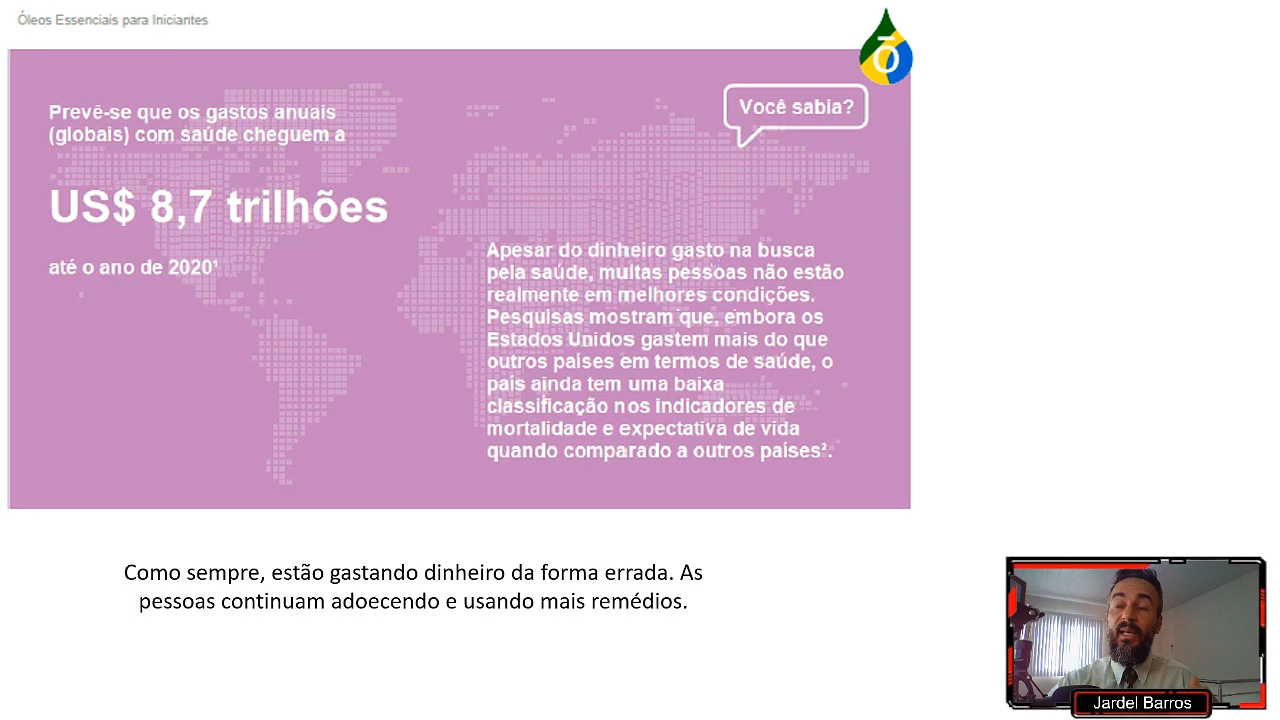 Óleos Essenciais para Iniciantes
Ō
Prevê-se que os gastos anuais
(globais) com saúde cheguem a
US$ 8,7 trilhões
até o ano de 2020¹
Você sabia?
Apesar do dinheiro gasto na busca
pela saúde, muitas pessoas não estão
realmente em melhores condições.
Pesquisas mostram que, embora os
Estados Unidos gastem mais do que
outros países em termos de saúde, o
país ainda tem uma baixa
classificação nos indicadores de
mortalidade e expectativa de vida
quando comparado a outros países².
Como sempre, estão gastando dinheiro da forma errada. As
pessoas continuam adoecendo e usando mais remédios.
Jardel Barros